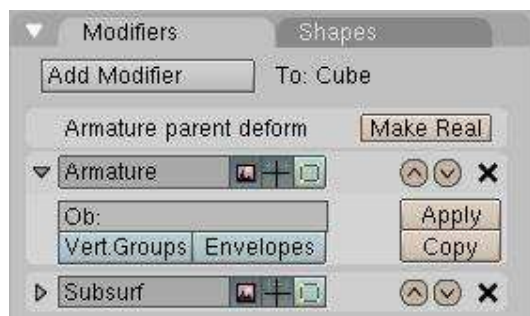 Modifiers Shapes
Add Modifier To: Cube
Armature parent deform Make Real
Armature
Ob: Apply
Vert.Groups Envelopes Copy
Subsurf